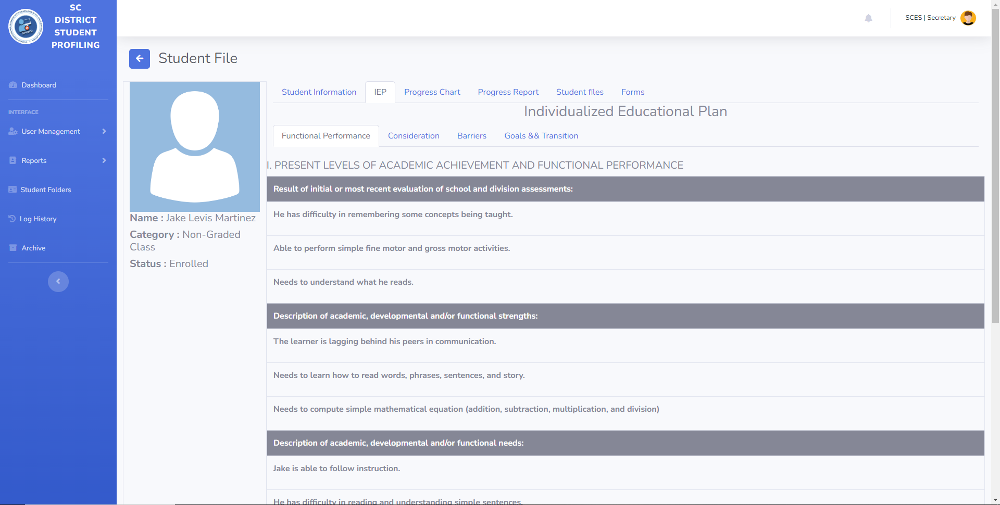 SC
DISTRICT
STUDENT
PROFILING
SCES | Secretary
Dashboard
INTERFACE
User Management
Reports
Student Folders
Log History
Archive
Student File
Name : Jake Levis Martinez
Category : Non-Graded
Class
Status : Enrolled
Student Information IEP Progress Chart Progress Report Student files Forms
Individualized Educational Plan
Functional Performance Consideration Barriers Goals && Transition
I. PRESENT LEVELS OF ACADEMIC ACHIEVEMENT AND FUNCTIONAL PERFORMANCE
Result of initial or most recent evaluation of school and division assessments:
He has difficulty in remembering some concepts being taught.
Able to perform simple fine motor and gross motor activities.
Needs to understand what he reads.
Description of academic, developmental and/or functional strengths:
The learner is lagging behind his peers in communication.
Needs to learn how to read words, phrases, sentences, and story.
Needs to compute simple mathematical equation (addition, subtraction, multiplication, and division)
Description of academic, developmental and/or functional needs:
Jake is able to follow instruction.
He has difficulty in reading and understanding simple sentences.